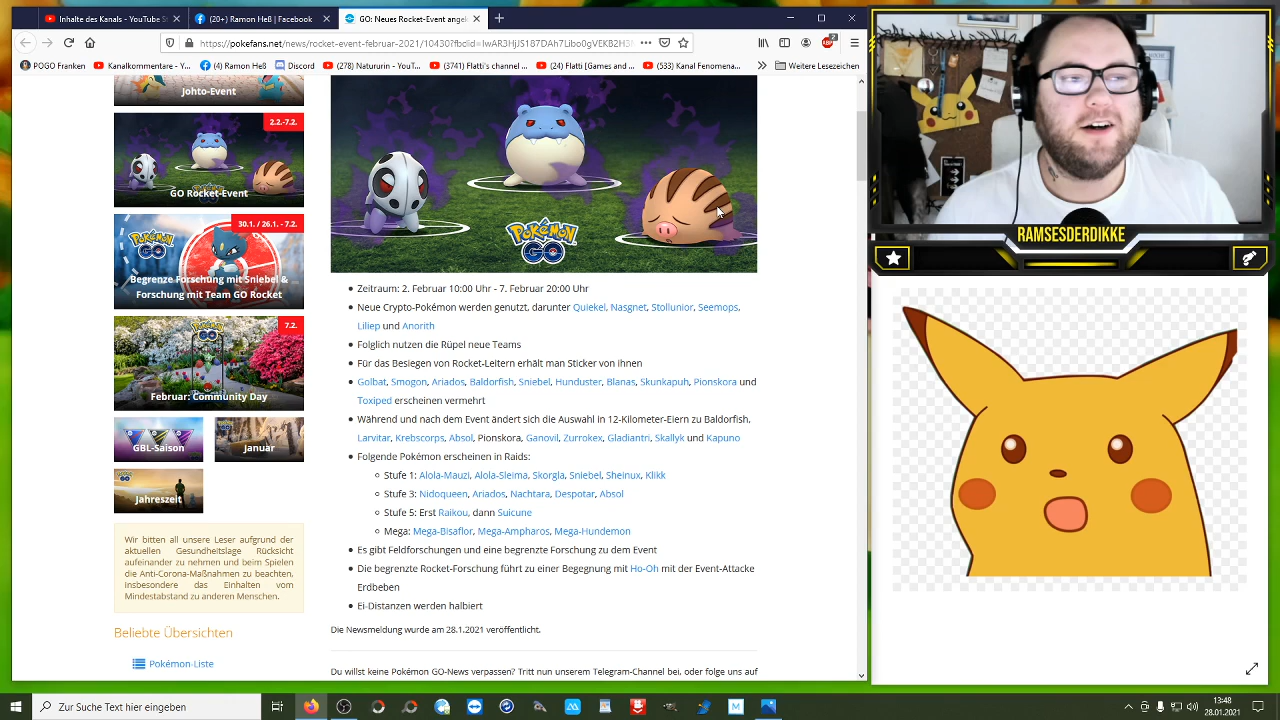 Inhalte des Kanals - YouTube St
(20+) Ramon Heß | Facebook
GO: Neues Rocket-Event angek
https://pokefans.net/news/rocket-event-februar-2021/10430?fbclid=IwAR3HjJS187DAh7Libo0gVEKB2H3
2
POGO Franken
Kanalkommentare - Y...
(4) Ramon Heß
Discord
(278) Natururin - YouT...
(3741) Flatti's channel ...
(24) Flatti [Games and ...
(533) Kanal Fenomena...
Weitere Lesezeichen
Johto-Event
2.2.-7.2.
GO Rocket-Event
30.1. / 26.1. - 7.2.
POKÉMON GO
Begrenze Forschung mit Sniebel &
Forschung mit Team GO Rocket
7.2.
Februar: Community Day
GBL-Saison
Januar
Jahreszeit
Wir bitten all unsere Leser aufgrund der
aktuellen Gesundheitslage Rücksicht
aufeinander zu nehmen und beim Spielen
die Anti-Corona-Maßnahmen zu beachten,
insbesondere das Einhalten vom
Mindestabstand zu anderen Menschen.
Beliebte Übersichten
Pokémon-Liste
POKÉMON GO
Zeitraum: 2. Februar 10:00 Uhr - 7. Februar 20:00 Uhr
Neue Crypto-Pokémon werden genutzt, darunter Quiekel, Nasgnet, Stollunior, Seemops,
Liliep und Anorith
Folglich nutzen die Rüpel neue Teams
Für das Besiegen von Rocket-Leitern erhält man Sticker von ihnen
Golbat, Smogon, Ariados, Baldorfish, Sniebel, Hunduster, Blanas, Skunkapuh, Pionskora und
Toxiped erscheinen vermehrt
Während und nach dem Event ändert sich die Auswahl in 12-Kilometer-Eiern zu Baldorfish,
Larvitar, Krebscorps, Absol, Pionskora, Ganovil, Zurrokex, Gladiantri, Skallyk und Kapuno
Folgende Pokémon erscheinen in Raids:
Stufe 1: Alola-Mauzi, Alola-Sleima, Skorgla, Sniebel, Sheinux, Klikk
Stufe 3: Nidoqueen, Ariados, Nachtara, Despotar, Absol
Stufe 5: Erst Raikou, dann Suicune
Mega: Mega-Bisaflor, Mega-Ampharos, Mega-Hundemon
Es gibt Feldforschungen und eine begrenzte Forschung zu dem Event
Die begrenzte Rocket-Forschung führt zu einer Begegnung mit Ho-Oh mit der Event-Attacke
Erdbeben
Ei-Distanzen werden halbiert
Die Newsmeldung wurde am 28.1.2021 veröffentlicht.
Du willst keine Pokémon GO-News verpassen? Tritt nun unserem Telegram-Channel bei, oder folge uns auf
RAMSESDERDIKKE
Zur Suche Text hier eingeben
13:48
28.01.2021